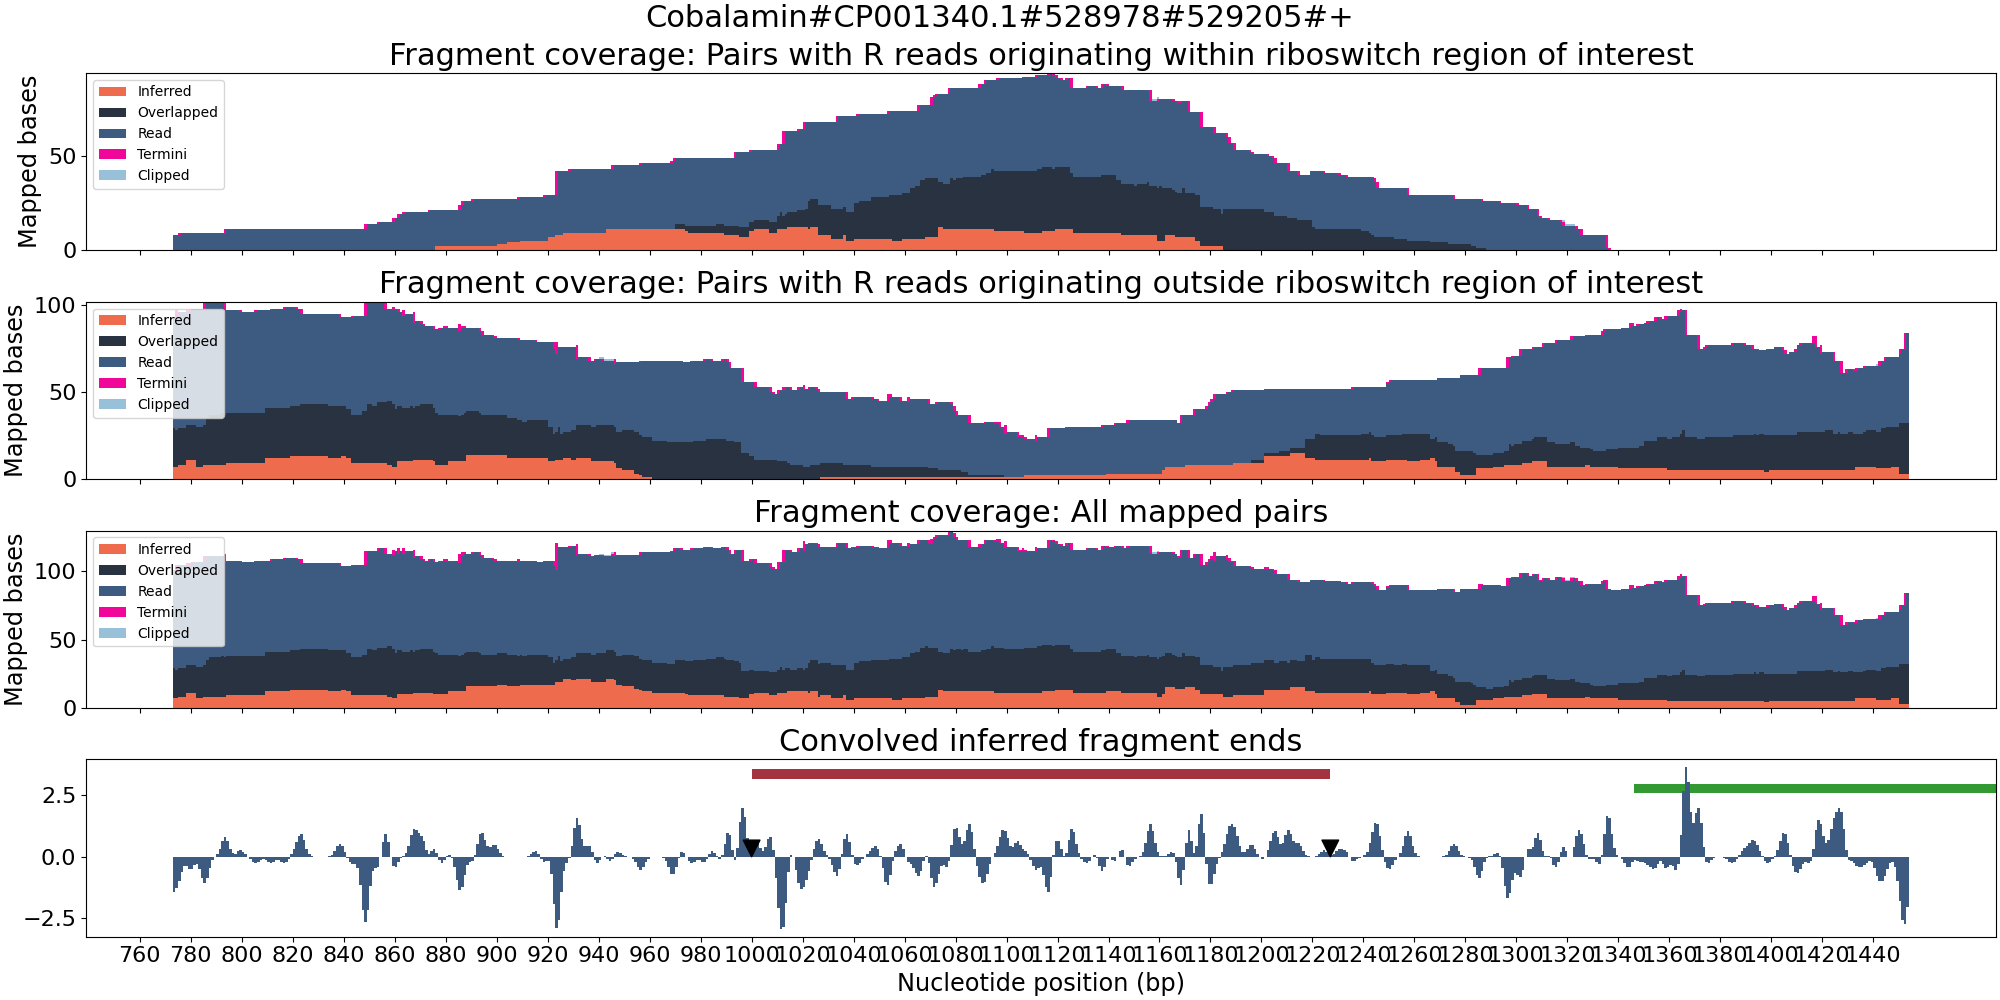 Cobalamin#CP001340.1#528978#529205#+
Fragment coverage: Pairs with R reads originating within riboswitch region of interest
Mapped bases
50
0
Inferred
Overlapped
Read
Termini
Clipped
Fragment coverage: Pairs with R reads originating outside riboswitch region of interest
Mapped bases
100
50
0
Inferred
Overlapped
Read
Termini
Clipped
Fragment coverage: All mapped pairs
Mapped bases
100
50
0
Inferred
Overlapped
Read
Termini
Clipped
Convolved inferred fragment ends
2.5
0.0
−2.5
760 780 800 820 840 860 880 900 920 940 960 980 1000 1020 1040 1060 1080 1100 1120 1140 1160 1180 1200 1220 1240 1260 1280 1300 1320 1340 1360 1380 1400 1420 1440
Nucleotide position (bp)